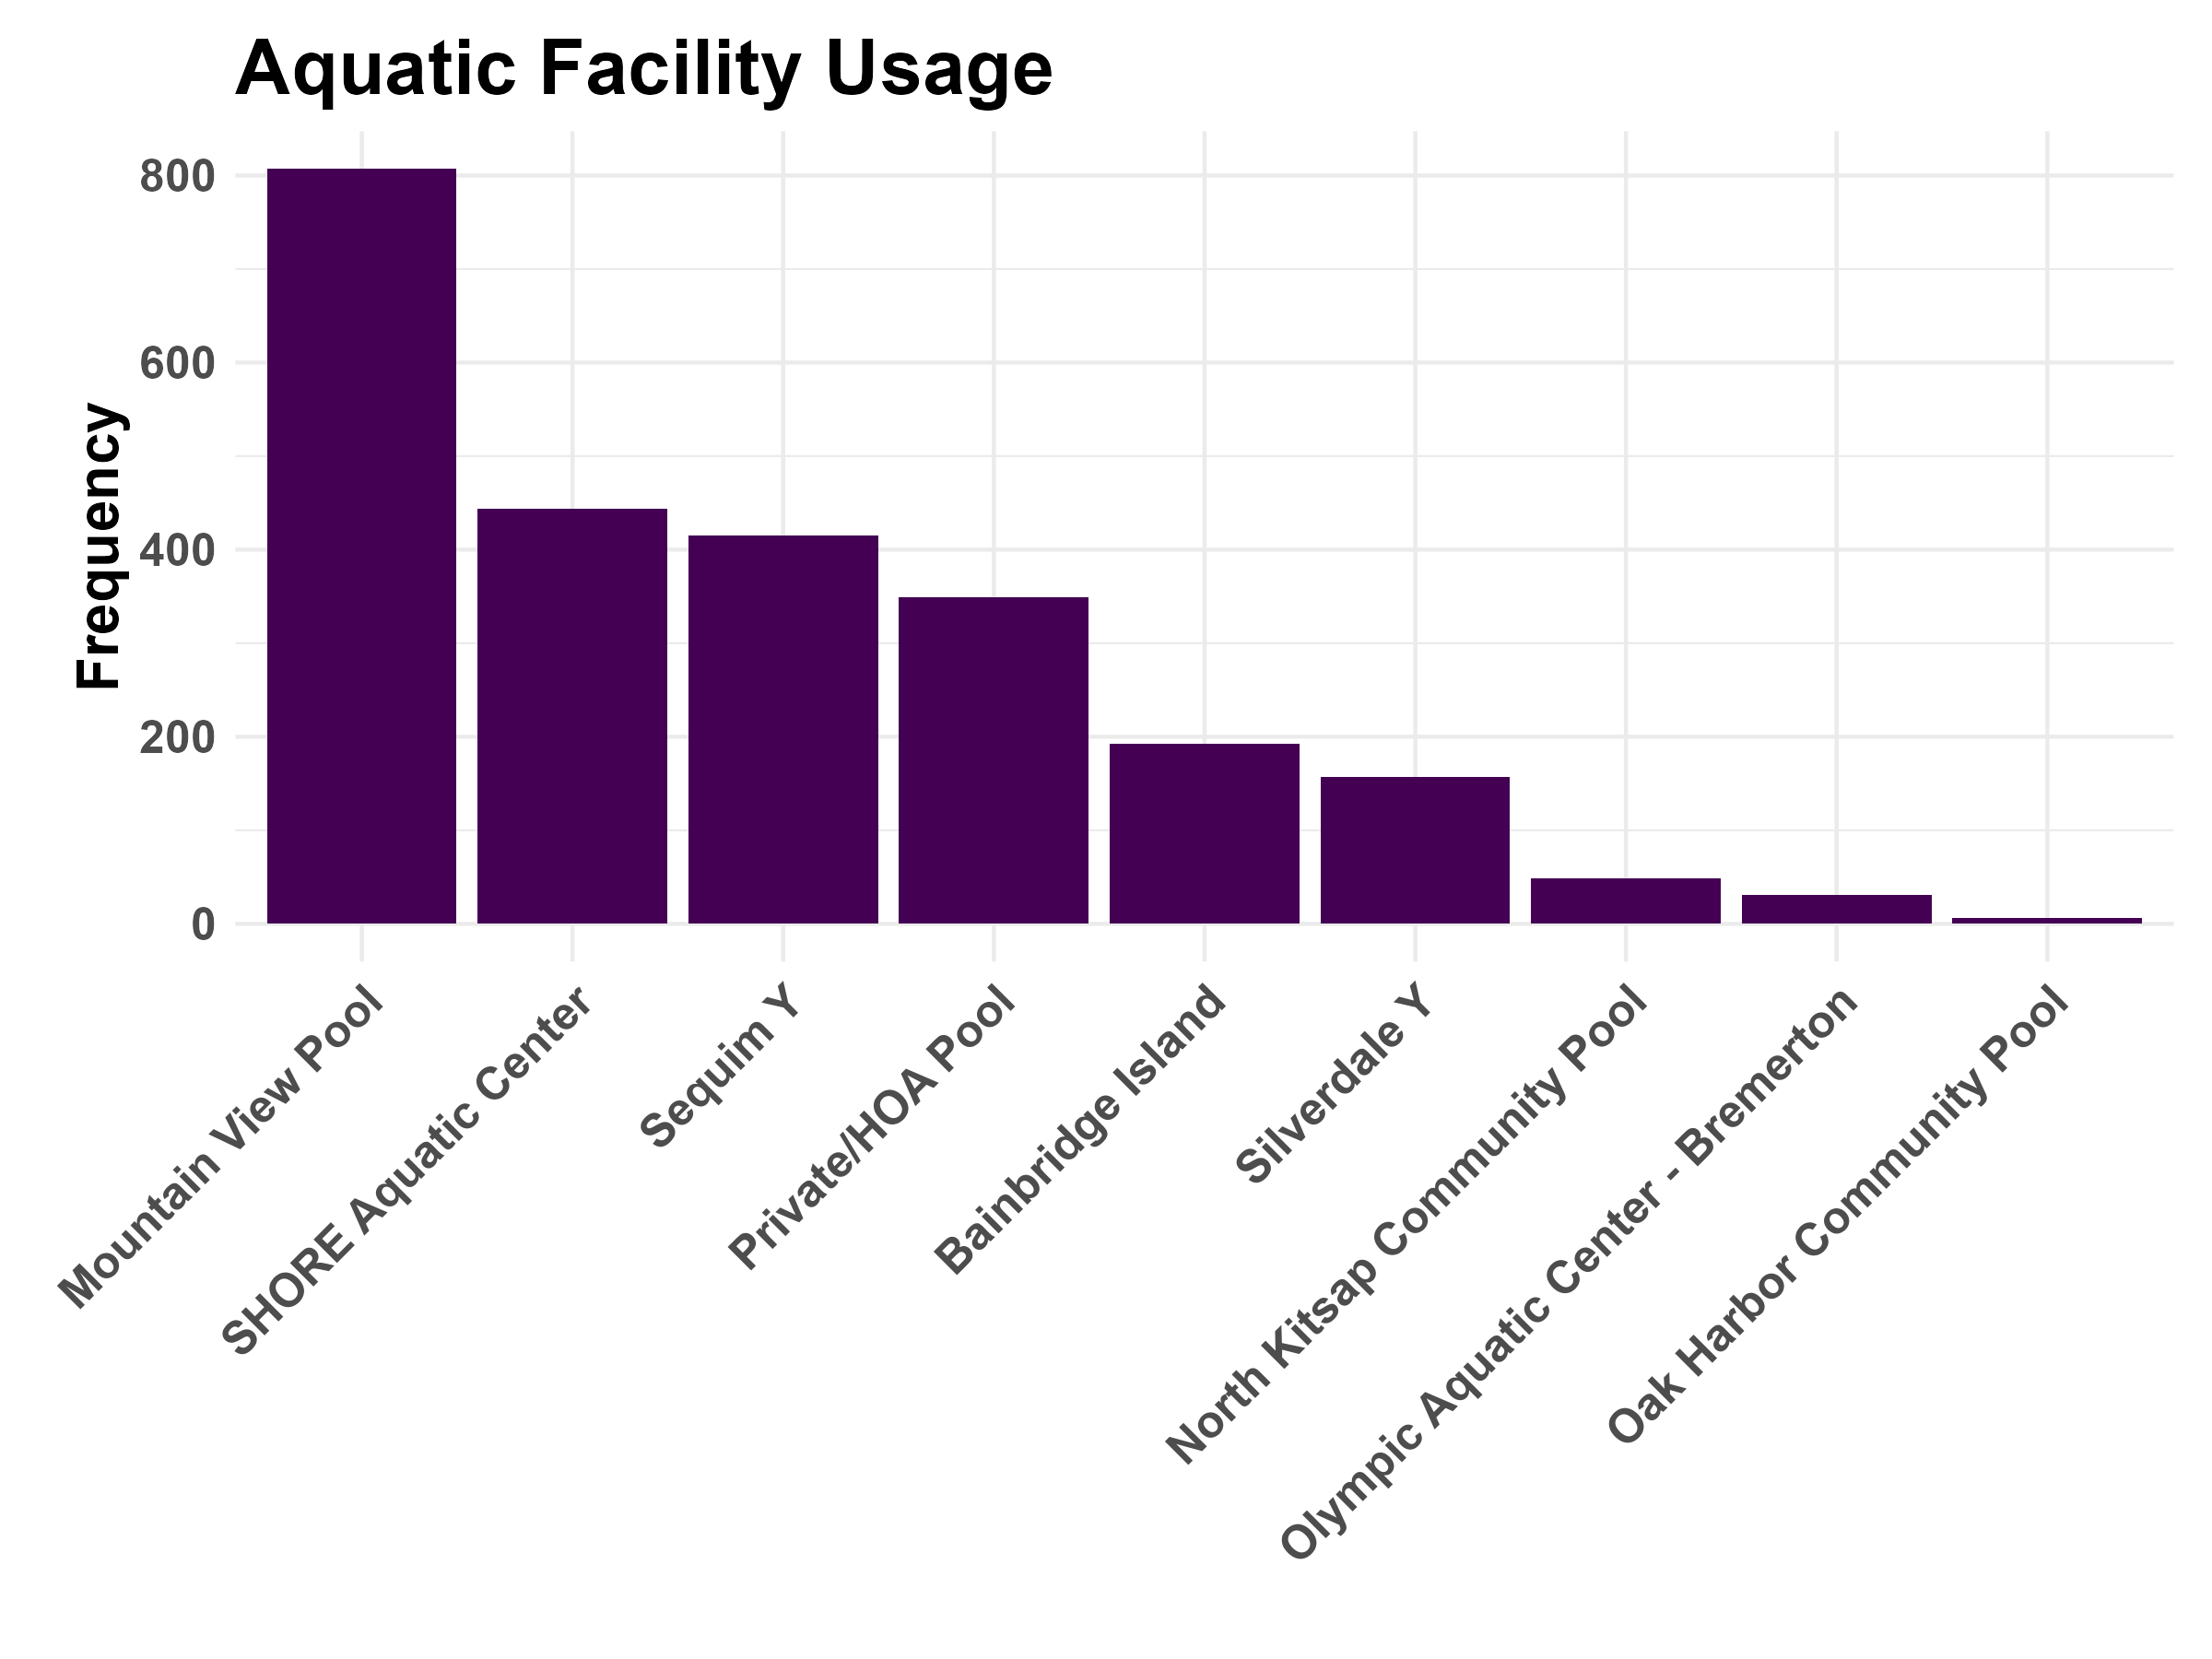 Aquatic Facility Usage
Frequency
800
600
400
200
0
Mountain View Pool
SHORE Aquatic Center
Sequim Y
Private/HOA Pool
Bainbridge Island
Silverdale Y
North Kitsap Community Pool
Olympic Aquatic Center - Bremerton
Oak Harbor Community Pool